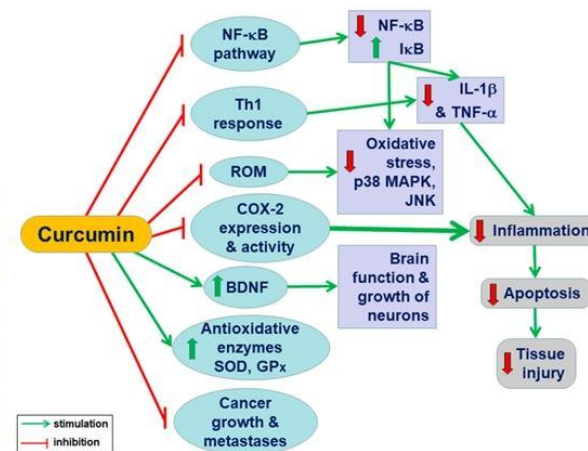 NF-κB
pathway
NF-κB
IκB
Th1
response
IL-1β
& TNF-α
ROM
Oxidative
stress,
p38 MAPK,
JNK
Curcumin
COX-2
expression
& activity
Inflammation
BDNF
Brain
function &
growth of
neurons
Apoptosis
Antioxidative
enzymes
SOD, GPx
Tissue
injury
Cancer
growth &
metastases
stimulation
inhibition